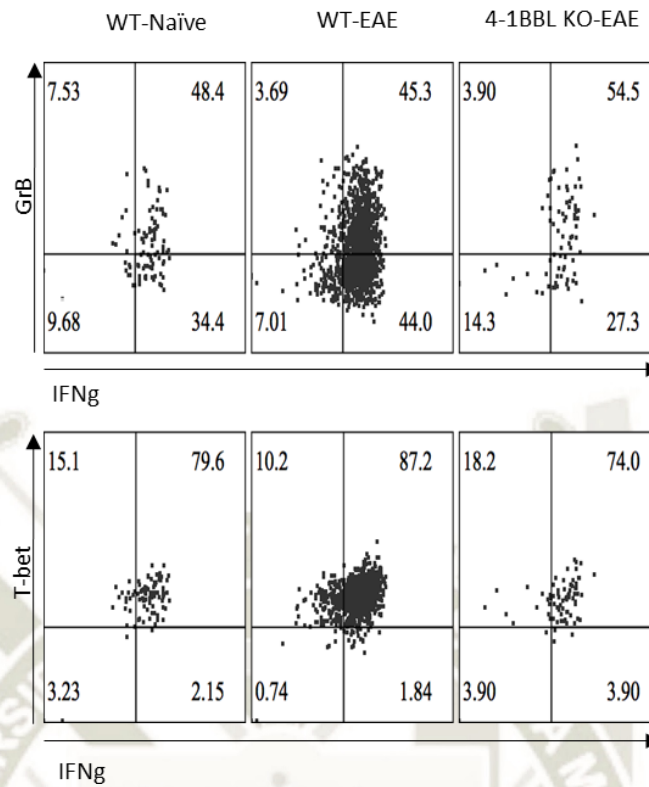 WT-Naïve WT-EAE 4-1BBL KO-EAE
7.53 48.4 3.69 45.3 3.90 54.5
GrB
9.68 34.4 7.01 44.0 14.3 27.3
IFNg
15.1 79.6 10.2 87.2 18.2 74.0
T-bet
3.23 2.15 0.74 1.84 3.90 3.90
IFNg